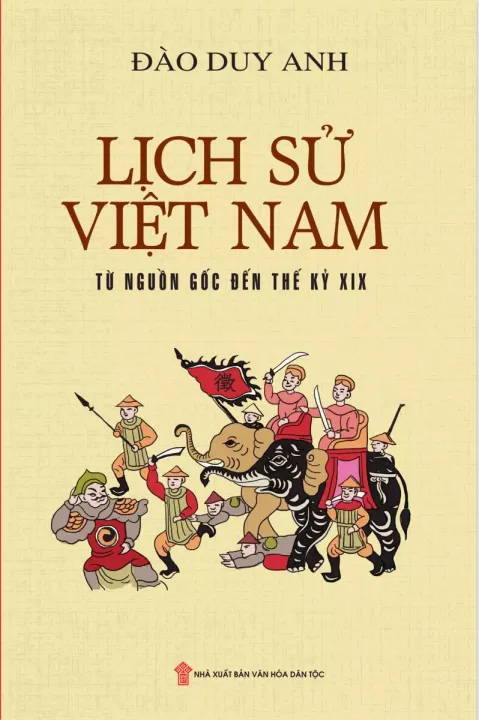 ĐÀO DUY ANH
LỊCH SỬ
VIỆT NAM
TỪ NGUỒN GỐC ĐẾN THẾ KỶ XIX
徵
NHÀ XUẤT BẢN VĂN HÓA DÂN TỘC